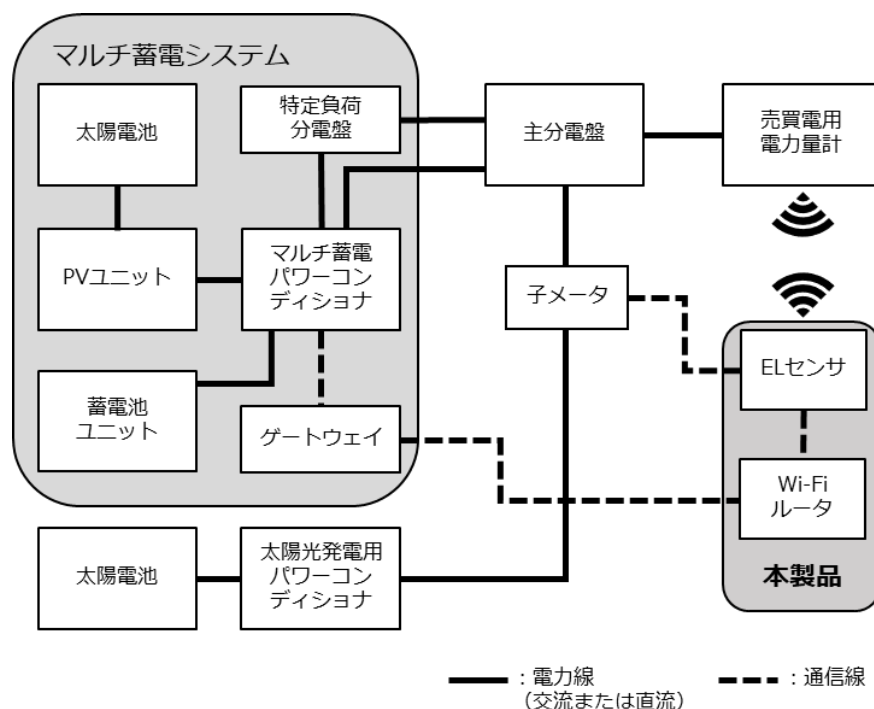 マルチ蓄電システム
太陽電池
特定負荷
分電盤
主分電盤
売買電用
電力量計
PVユニット
マルチ蓄電
パワーコン
ディショナ
子メータ
ELセンサ
蓄電池
ユニット
ゲートウェイ
Wi-Fi
ルータ
太陽電池
太陽光発電用
パワーコン
ディショナ
本製品
：電力線
（交流または直流）
：通信線